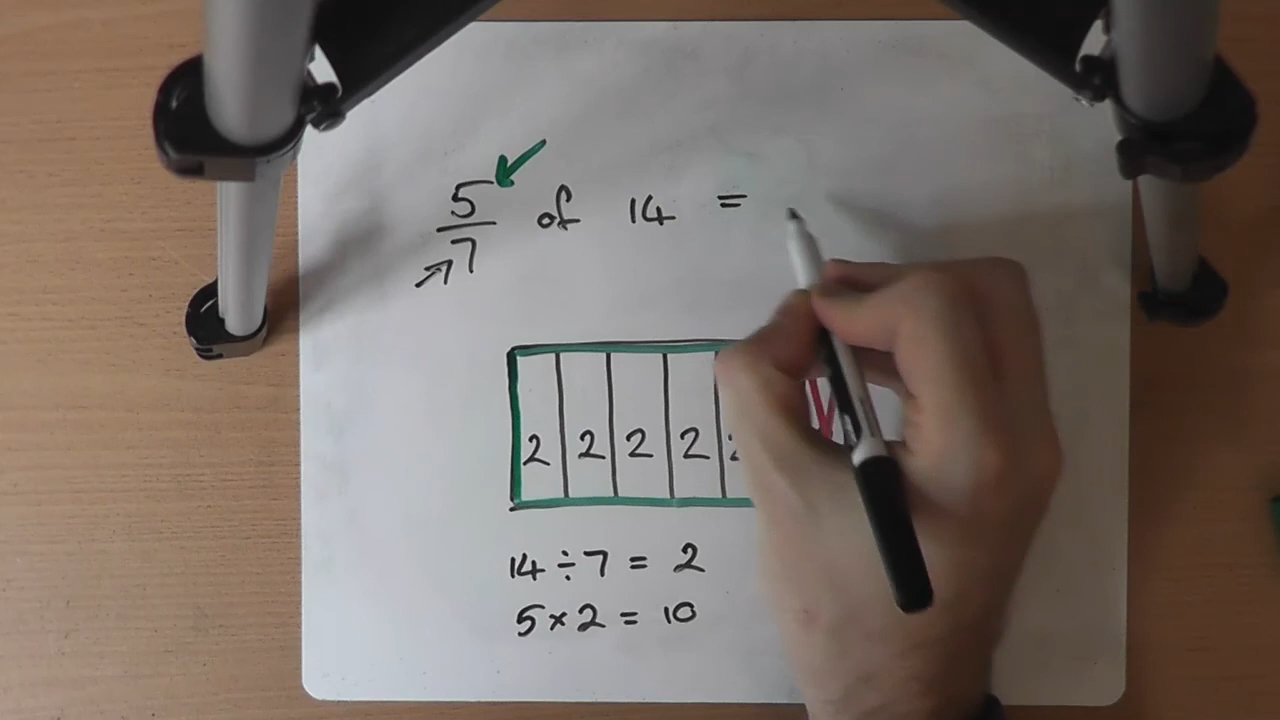 5/7 of 14 =
2 2 2 2
14 ÷ 7 = 2
5 × 2 = 10